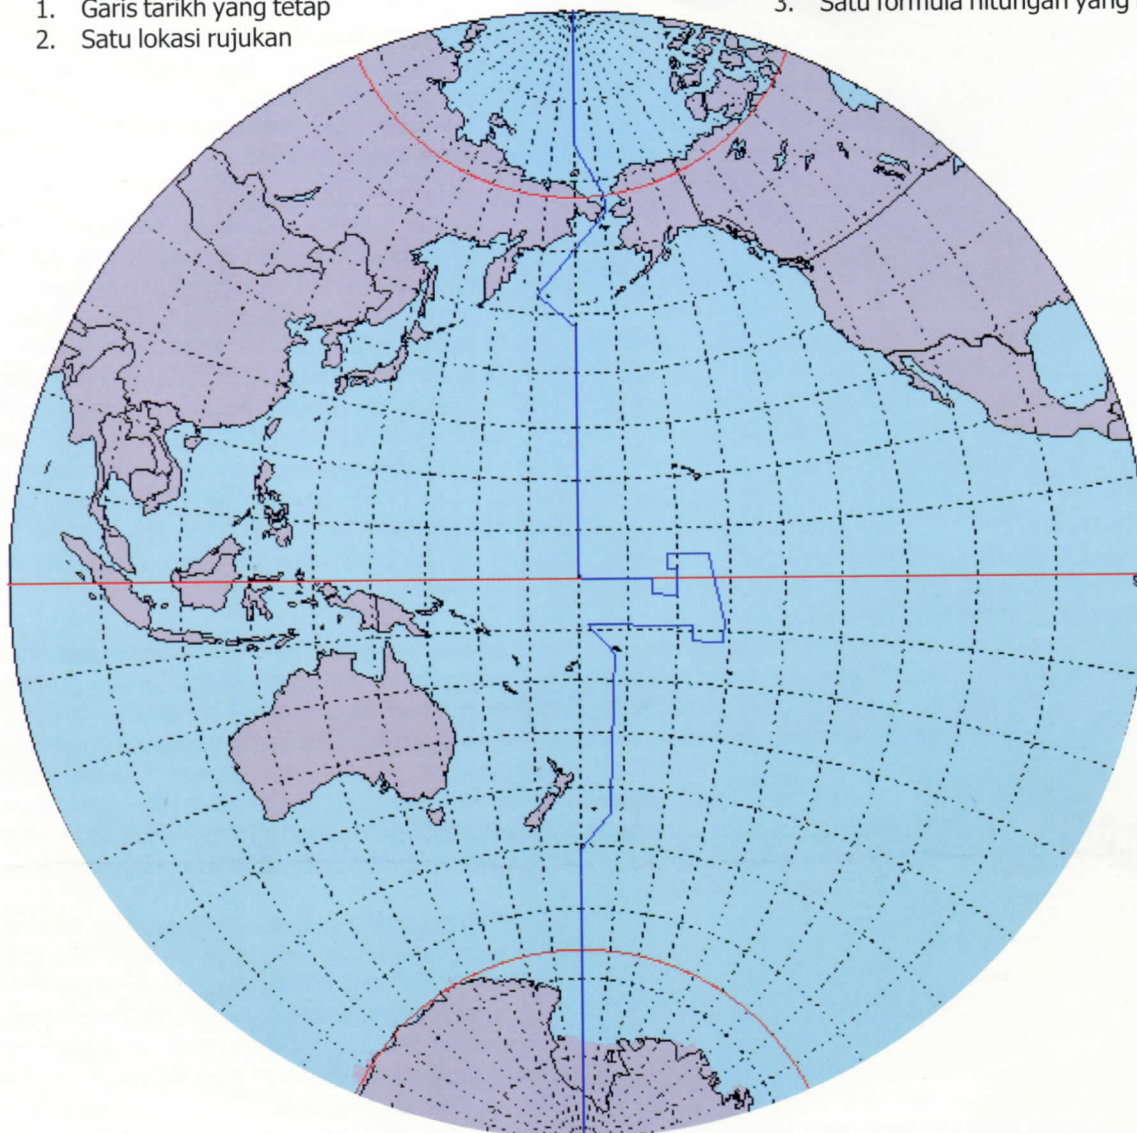 1. Garis tarikh yang tetap
2. Satu lokasi rujukan
3. Satu formula hitungan yang